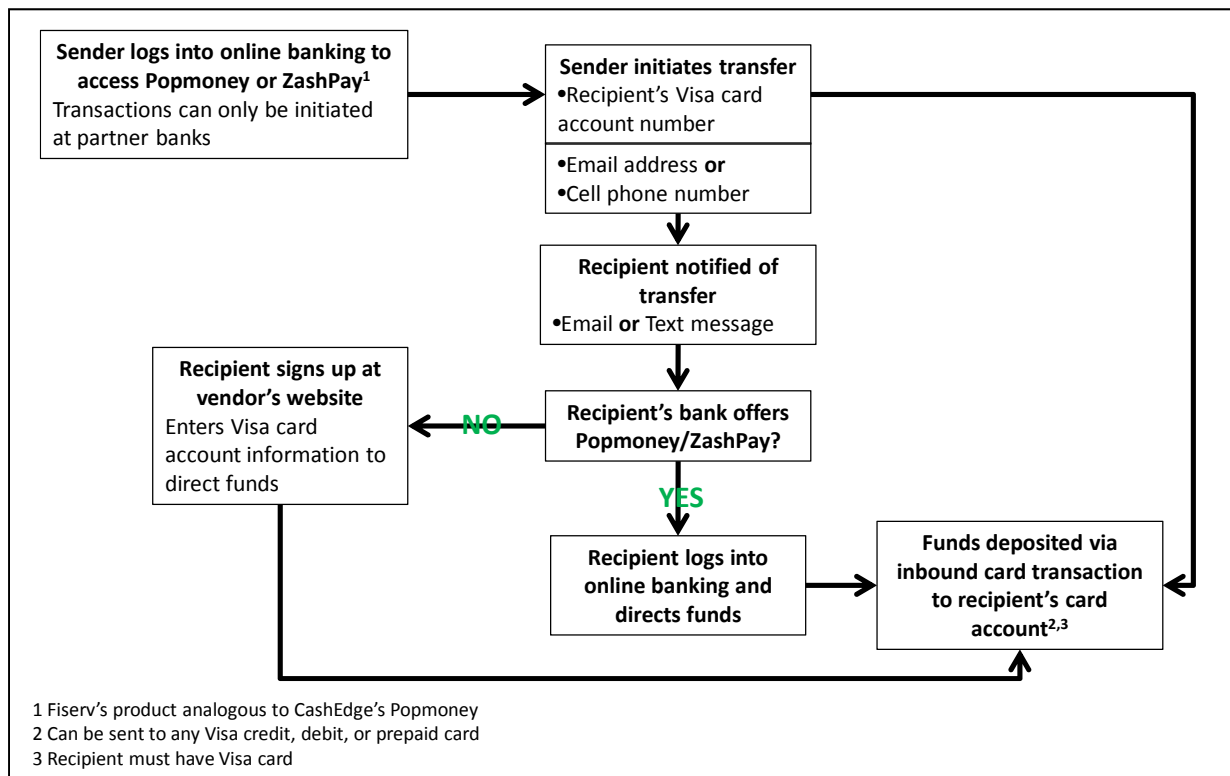 Sender logs into online banking to
access Popmoney or ZashPay1
Transactions can only be initiated
at partner banks
Sender initiates transfer
•Recipient's Visa card
account number
•Email address or
•Cell phone number
Recipient notified of
transfer
•Email or Text message
Recipient's bank offers
Popmoney/ZashPay?
NO
Recipient signs up at
vendor's website
Enters Visa card
account information to
direct funds
YES
Recipient logs into
online banking and
directs funds
Funds deposited via
inbound card transaction
to recipient's card
account2,3
1 Fiserv's product analogous to CashEdge's Popmoney
2 Can be sent to any Visa credit, debit, or prepaid card
3 Recipient must have Visa card